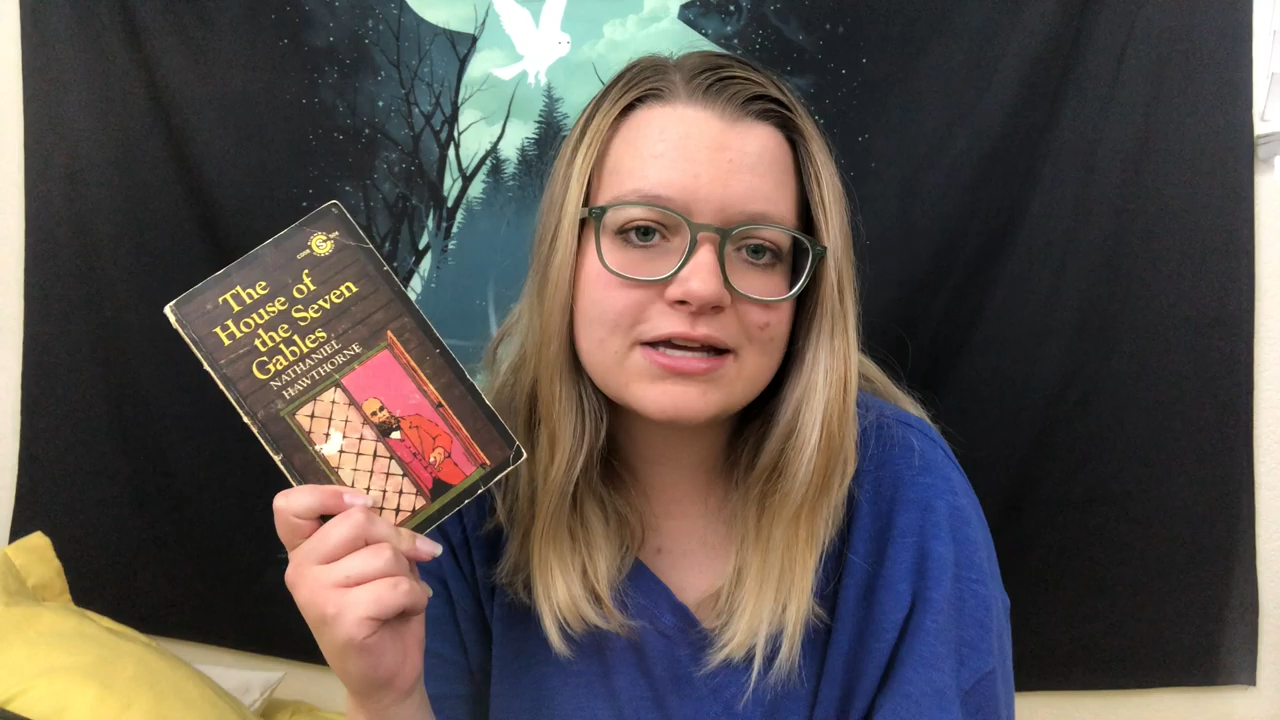 The
House of
the Seven
Gables
NATHANIEL
HAWTHORNE